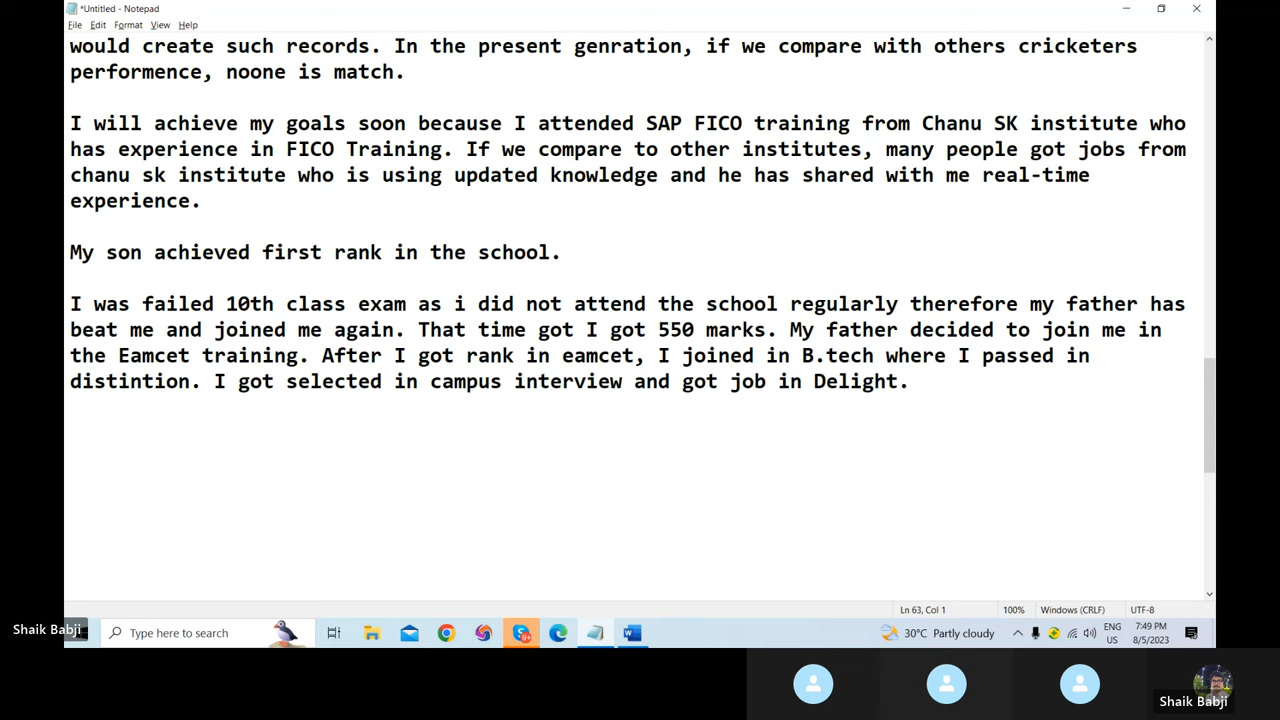 *Untitled - Notepad
File Edit Format View Help
would create such records. In the present genration, if we compare with others cricketers
performence, noone is match.
I will achieve my goals soon because I attended SAP FICO training from Chanu SK institute who
has experience in FICO Training. If we compare to other institutes, many people got jobs from
chanu sk institute who is using updated knowledge and he has shared with me real-time
experience.
My son achieved first rank in the school.
I was failed 10th class exam as i did not attend the school regularly therefore my father has
beat me and joined me again. That time got I got 550 marks. My father decided to join me in
the Eamcet training. After I got rank in eamcet, I joined in B.tech where I passed in
distintion. I got selected in campus interview and got job in Delight.
Ln 63, Col 1 100% Windows (CRLF) UTF-8
Shaik Babji
Type here to search
30°C Partly cloudy
ENG
US
7:49 PM
8/5/2023
Shaik Babji